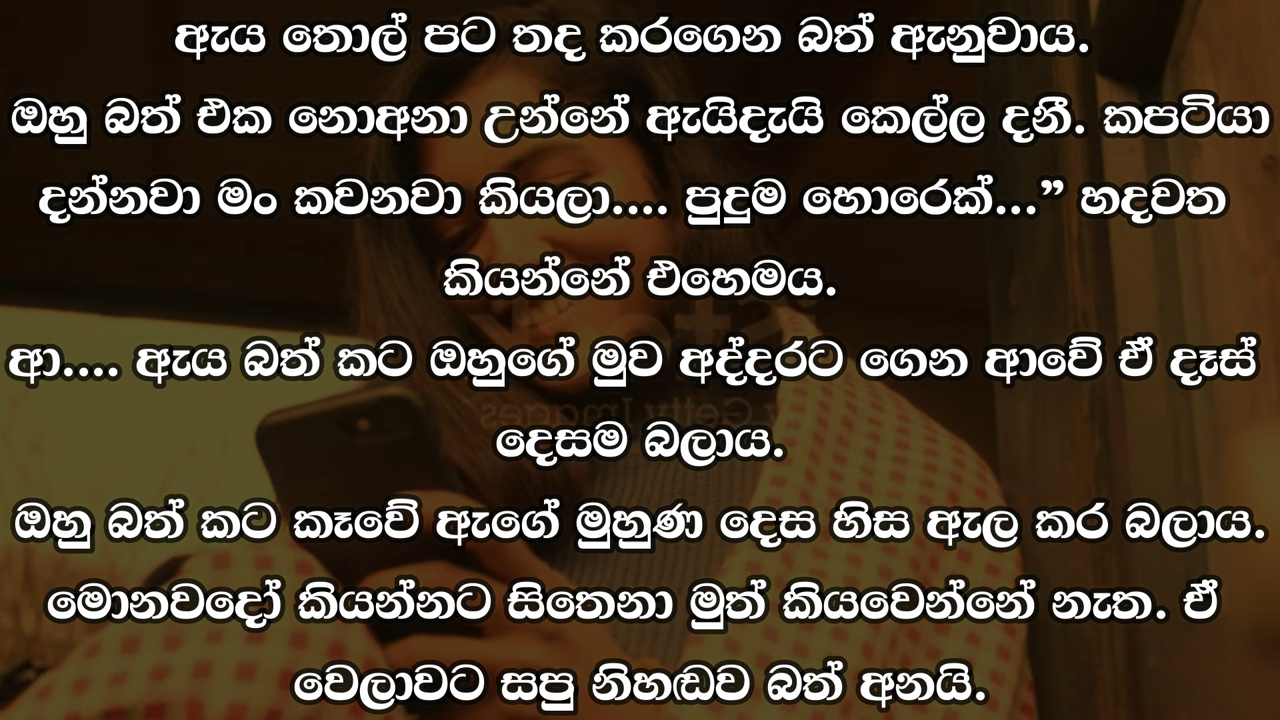 ඇය තොල් පට තද කරගෙන බත් ඇනුවාය.
ඔහු බත් එක නොඅනා උන්නේ ඇයිදැයි කෙල්ල දනී. කපටියා
දන්නවා මං කවනවා කියලා.... පුදුම හොරෙක්...” හදවත
කියන්නේ එහෙමය.
ආ.... ඇය බත් කට ඔහුගේ මුව අද්දරට ගෙන ආවේ ඒ දෑස්
දෙසම බලාය.
ඔහු බත් කට කෑවේ ඇගේ මුහුණ දෙස හිස ඇල කර බලාය.
මොනවදෝ කියන්නට සිතෙනා මුත් කියවෙන්නේ නැත. ඒ
වෙලාවට සපු නිහඬව බත් අනයි.